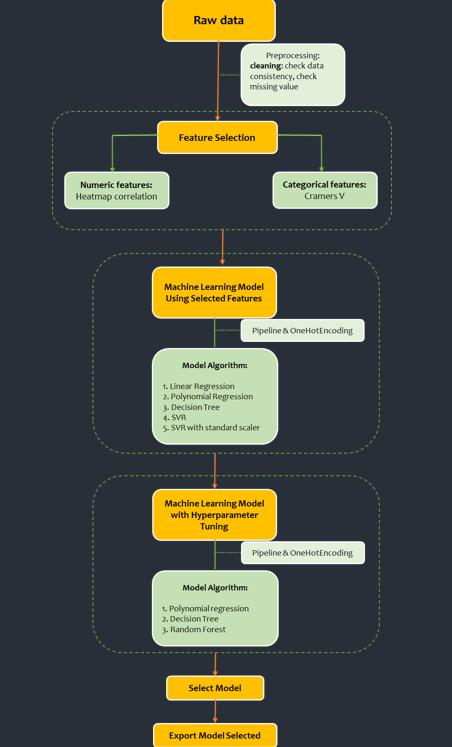 Raw data
Preprocessing:
cleaning: check data
consistency, check
missing value
Feature Selection
Numeric features:
Heatmap correlation
Categorical features:
Cramers V
Machine Learning Model
Using Selected Features
Pipeline & OneHotEncoding
Model Algorithm:
1. Linear Regression
2. Polynomial Regression
3. Decision Tree
4. SVR
5. SVR with standard scaler
Machine Learning Model
with Hyperparameter
Tuning
Pipeline & OneHotEncoding
Model Algorithm:
1. Polynomial regression
2. Decision Tree
3. Random Forest
Select Model
Export Model Selected